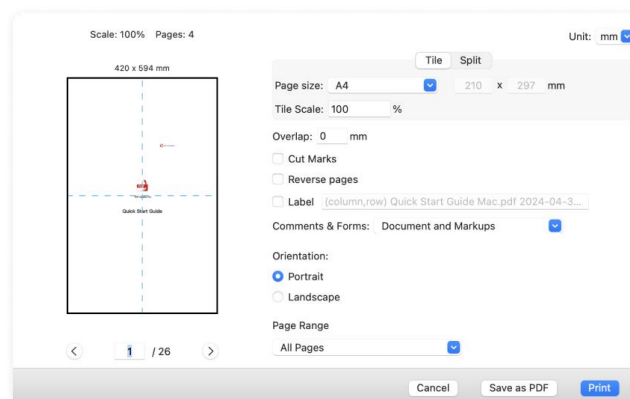 Scale: 100% Pages: 4
Unit: mm
420 x 594 mm
Tile Split
Page size: A4 210 x 297 mm
Tile Scale: 100 %
Overlap: 0 mm
Cut Marks
Reverse pages
Label (column,row) Quick Start Guide Mac.pdf 2024-04-3...
Comments & Forms: Document and Markups
Quick Start Guide
Orientation:
Portrait
Landscape
Page Range
All Pages
1 / 26
Cancel Save as PDF Print